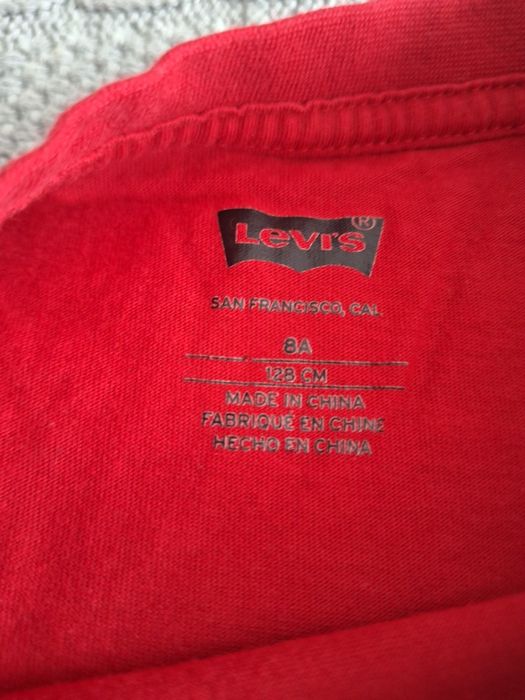 Levi's ®
SAN FRANCISCO, CAL
8A
128 CM
MADE IN CHINA
FABRIQUÉ EN CHINE
HECHO EN CHINA